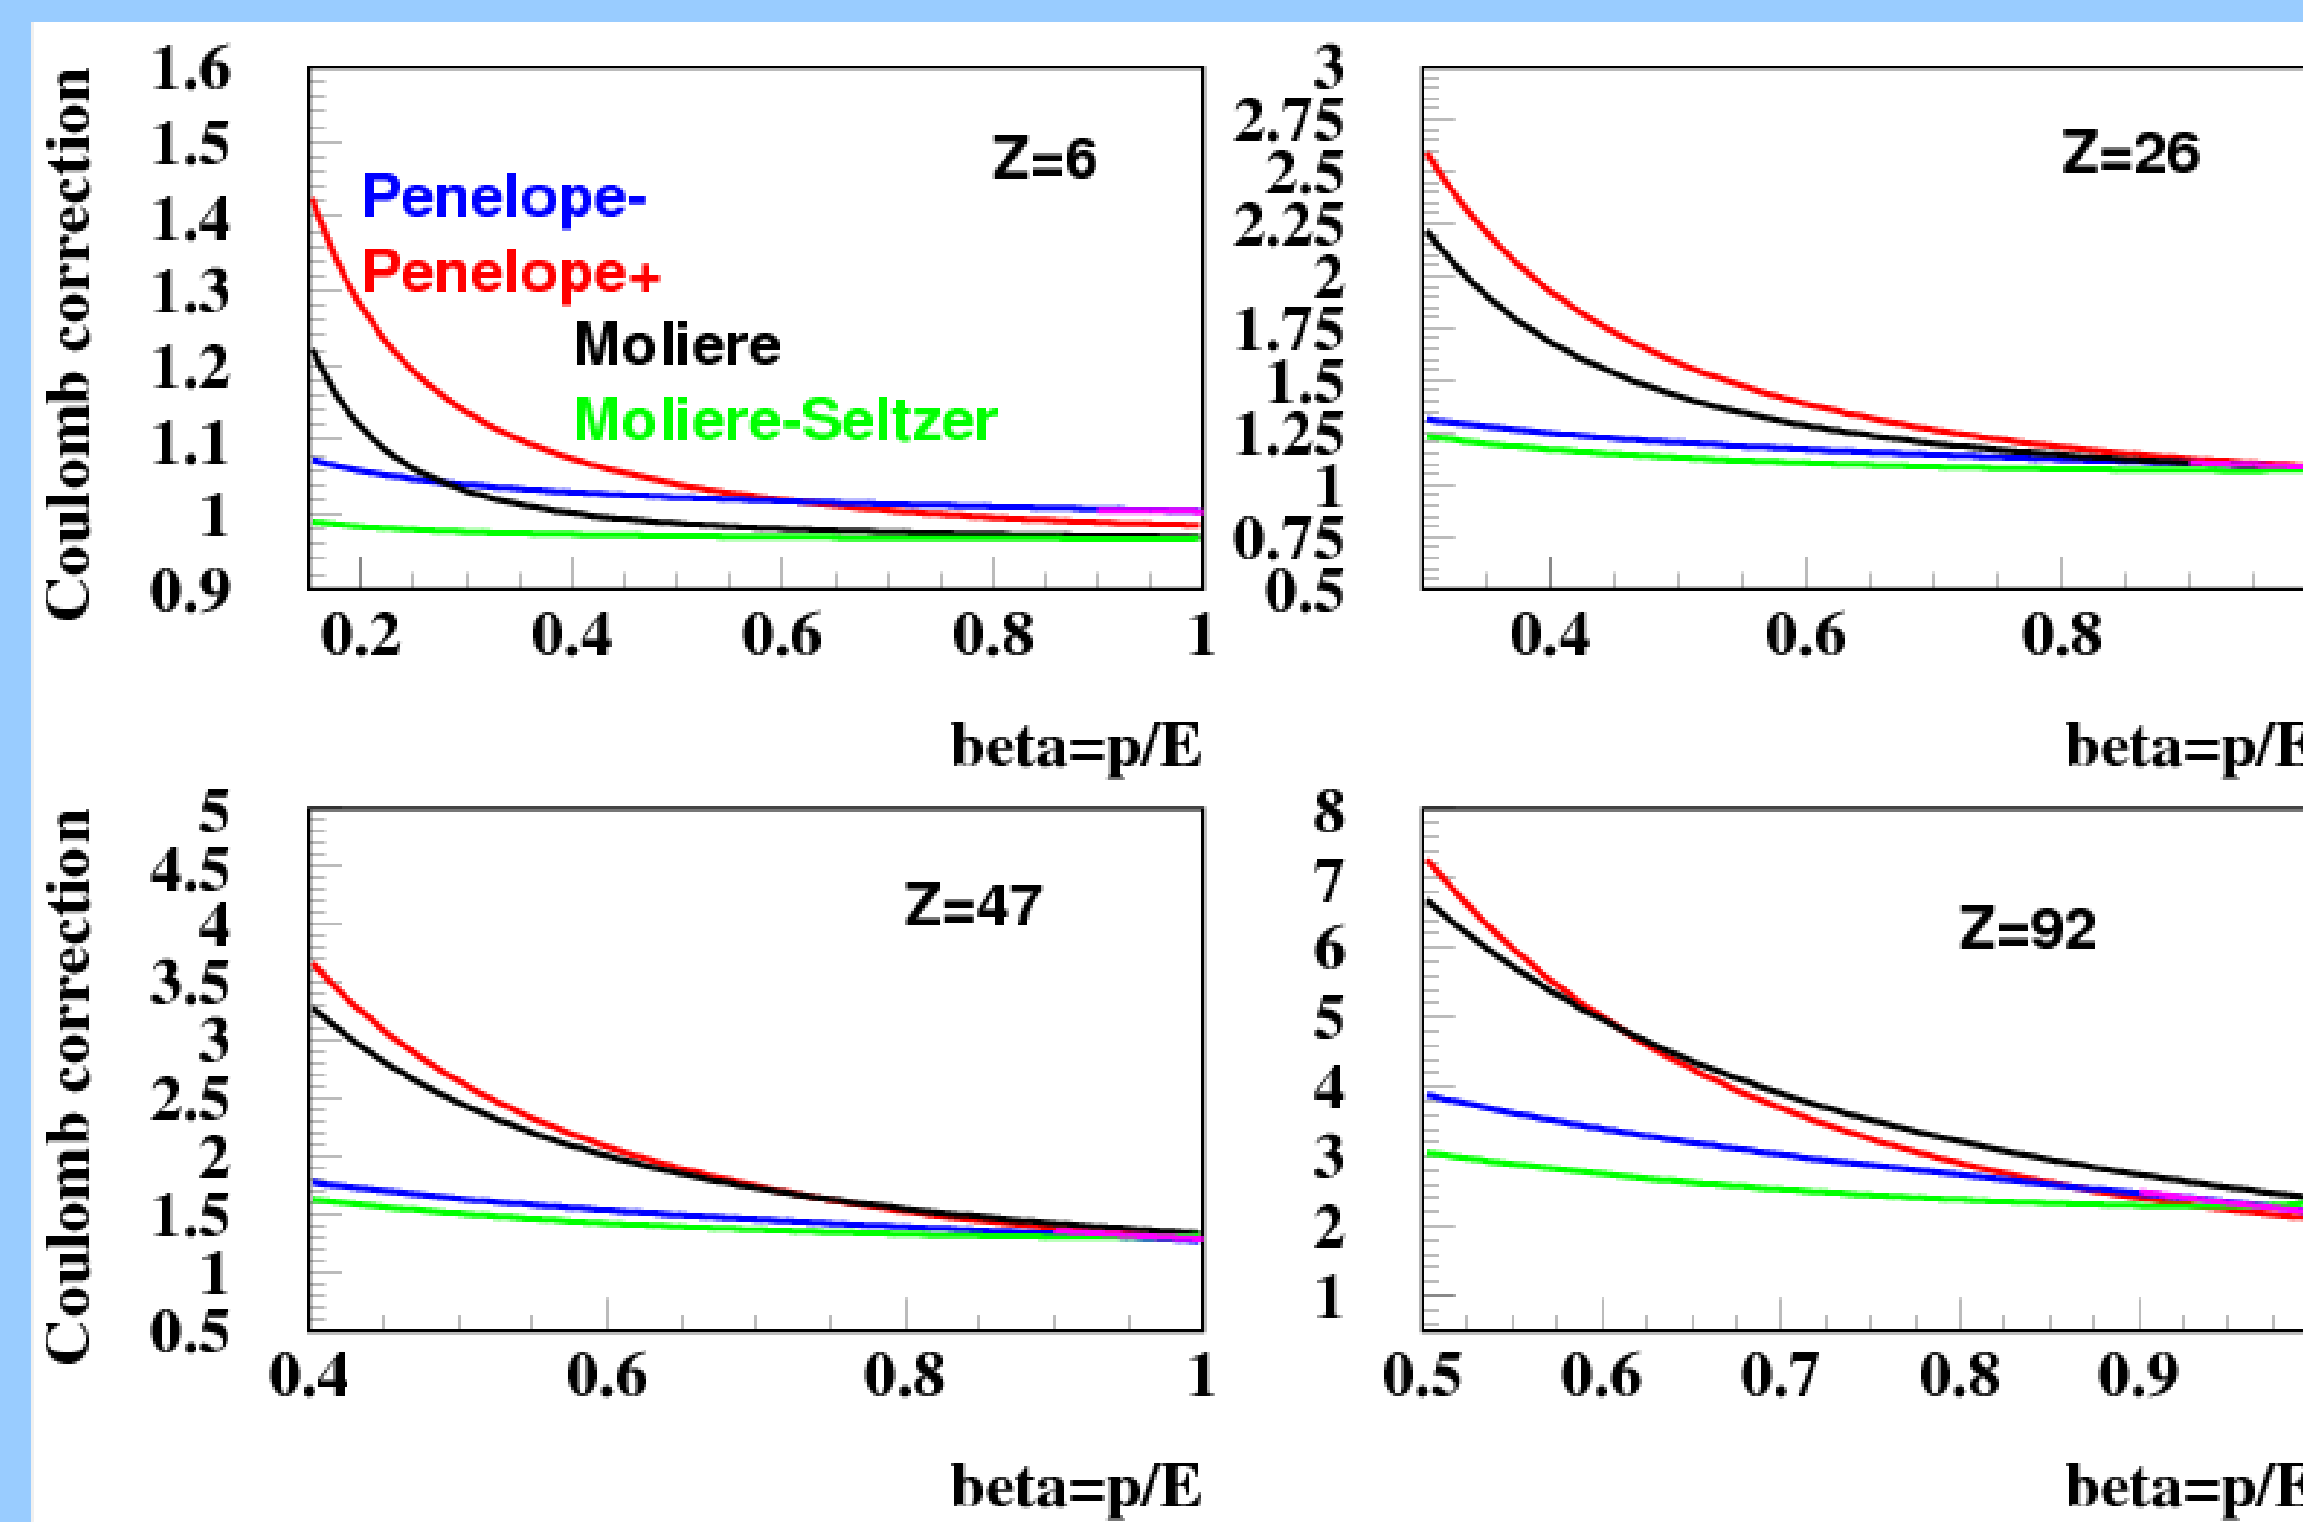 Coulomb correction
1.6
1.5
1.4
1.3
1.2
1.1
1
0.9
Z=6
Penelope-
Penelope+
Moliere
Moliere-Seltzer
0.2 0.4 0.6 0.8 1
beta=p/E
3
2.75
2.5
2.25
2
1.75
1.5
1.25
1
0.75
0.5
Z=26
0.4 0.6 0.8
beta=p/E
Coulomb correction
5
4.5
4
3.5
3
2.5
2
1.5
1
0.5
Z=47
0.4 0.6 0.8 1
beta=p/E
8
7
6
5
4
3
2
1
Z=92
0.5 0.6 0.7 0.8 0.9
beta=p/E